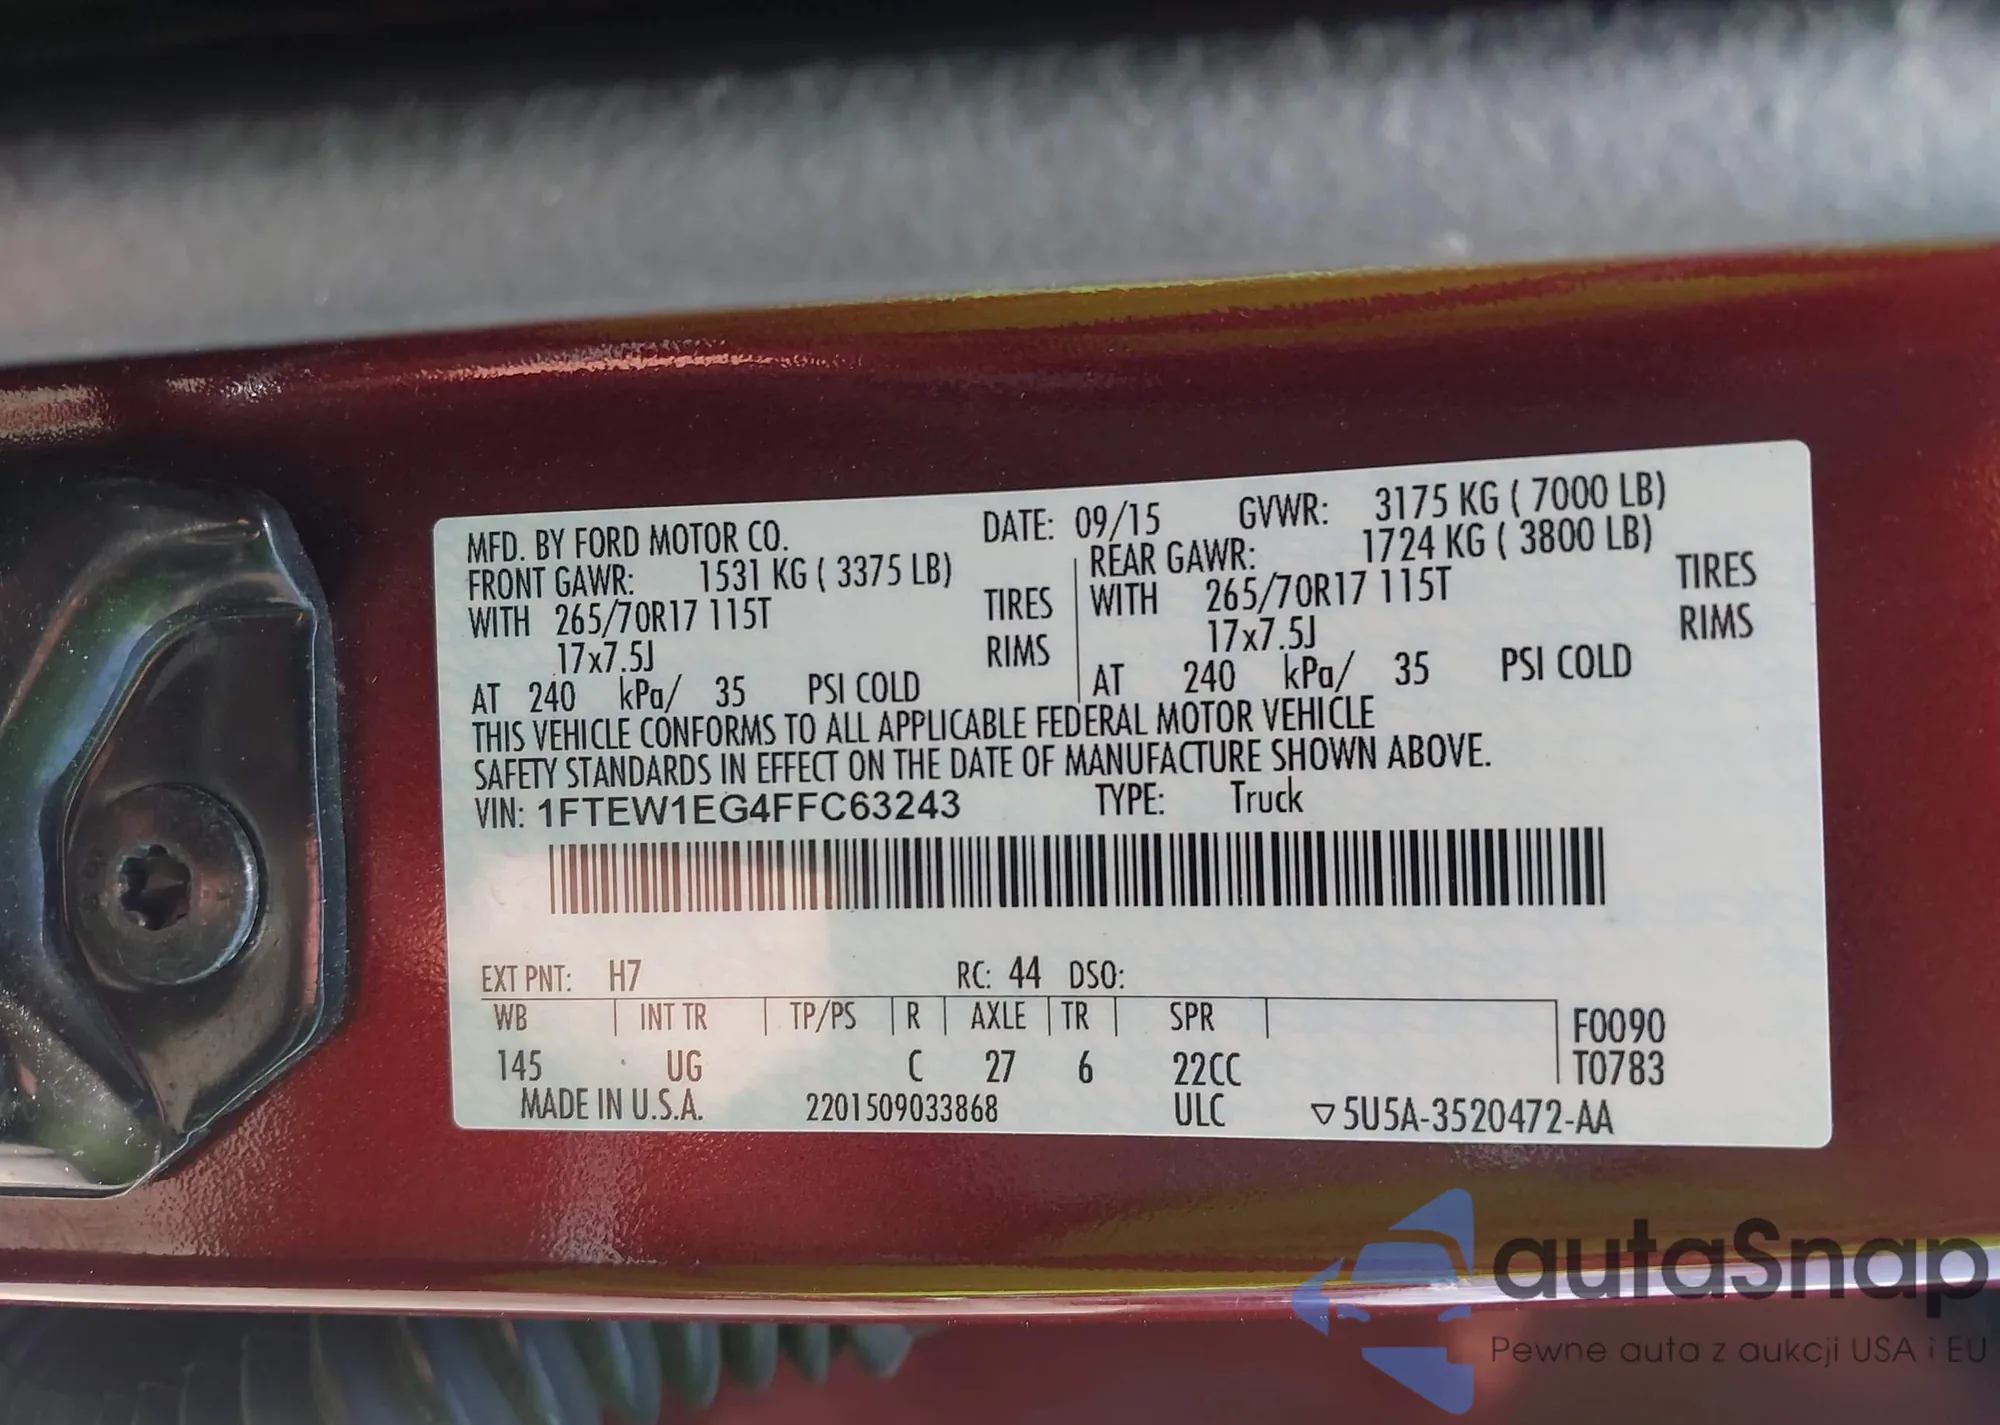 MFD. BY FORD MOTOR CO. DATE: 09/15 GVWR: 3175 KG ( 7000 LB)
FRONT GAWR: 1531 KG ( 3375 LB) REAR GAWR: 1724 KG ( 3800 LB)
WITH 265/70R17 115T TIRES WITH 265/70R17 115T TIRES
17x7.5J RIMS 17x7.5J RIMS
AT 240 kPa/ 35 PSI COLD AT 240 kPa/ 35 PSI COLD
THIS VEHICLE CONFORMS TO ALL APPLICABLE FEDERAL MOTOR VEHICLE
SAFETY STANDARDS IN EFFECT ON THE DATE OF MANUFACTURE SHOWN ABOVE.
VIN: 1FTEW1EG4FFC63243 TYPE: Truck
EXT PNT: H7 RC: 44 DSO:
WB INT TR TP/PS R AXLE TR SPR F0090
145 UG C 27 6 22CC T0783
MADE IN U.S.A. 2201509033868 ULC ▽5U5A-3520472-AA
autaSnap
Pewne auta z aukcji USA i EU